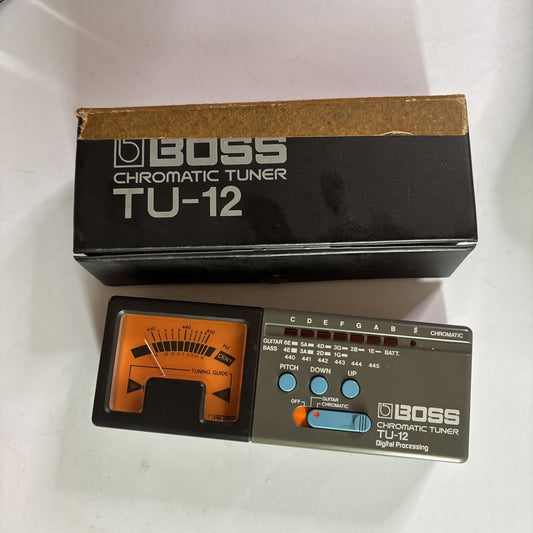 BOSS
CHROMATIC TUNER
TU-12
430 440 450
Hz
CENT
TUNING GUIDE
BOSS
C D E F G A B ♯ CHROMATIC
GUITAR 6E 5A 4D 3G 2B 1E BATT.
BASS 4E 3A 2D 1G
440 441 442 443 444 445
PITCH DOWN UP
OFF
GUITAR
CHROMATIC
BOSS
CHROMATIC TUNER
TU-12
Digital Processing